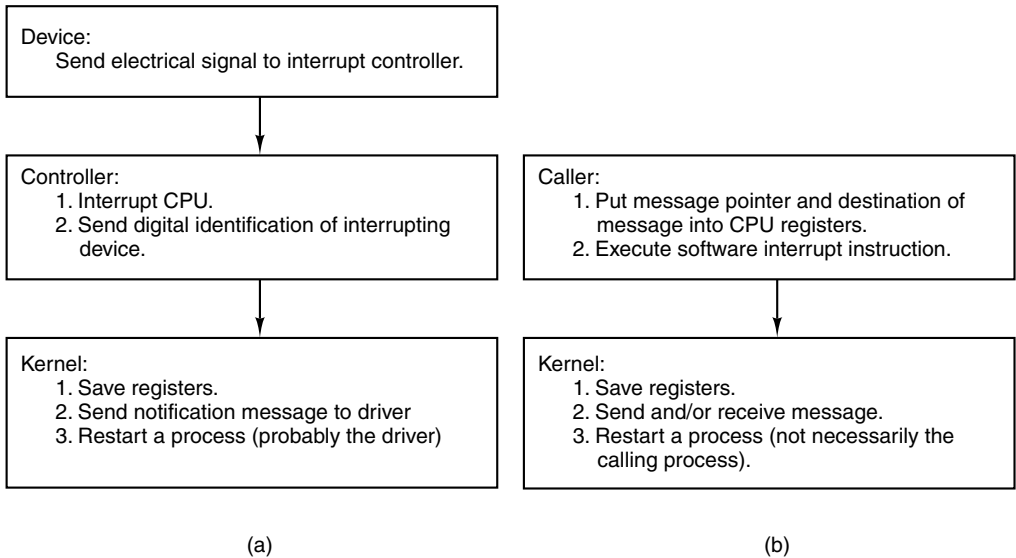 Device:
Send electrical signal to interrupt controller.
Controller:
1. Interrupt CPU.
2. Send digital identification of interrupting
device.
Kernel:
1. Save registers.
2. Send notification message to driver
3. Restart a process (probably the driver)
(a)
Caller:
1. Put message pointer and destination of
message into CPU registers.
2. Execute software interrupt instruction.
Kernel:
1. Save registers.
2. Send and/or receive message.
3. Restart a process (not necessarily the
calling process).
(b)